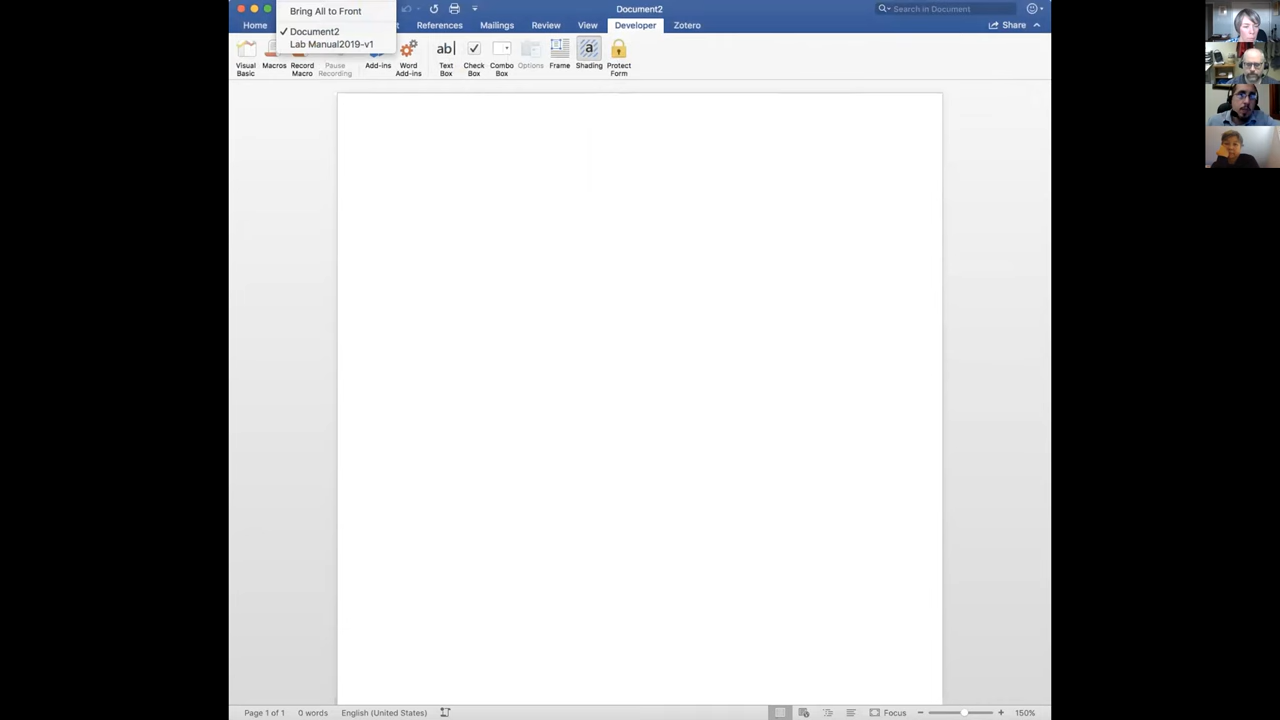 Bring All to Front
Document2
Search in Document
✓ Document2
Lab Manual2019-v1
Home
References
Mailings
Review
View
Developer
Zotero
Share
Visual Basic
Macros
Record Macro
Pause Recording
Add-ins
Word Add-ins
Text Box
Check Box
Combo Box
Options
Frame
Shading
Protect Form
Page 1 of 1
0 words
English (United States)
Focus
150%